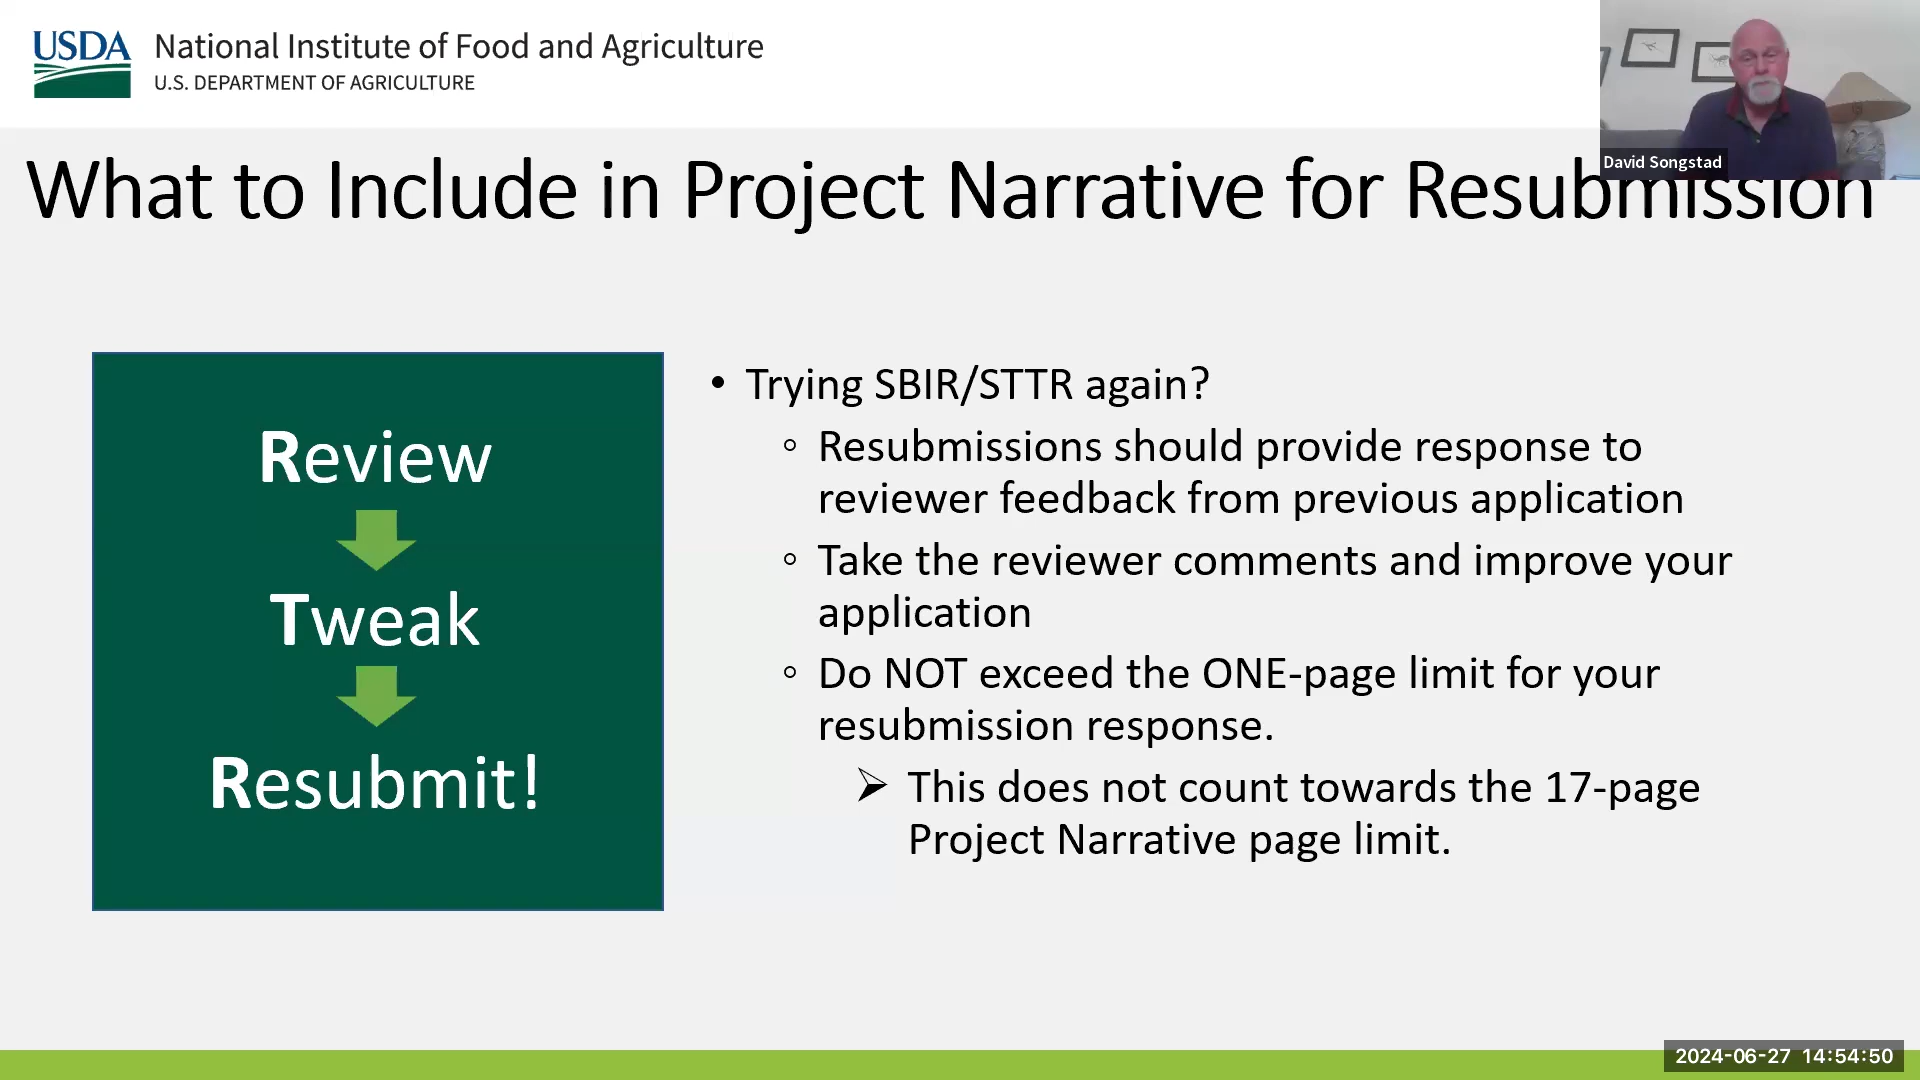 USDA
National Institute of Food and Agriculture
U.S. DEPARTMENT OF AGRICULTURE
David Songstad
What to Include in Project Narrative for Resubmission
Review
Tweak
Resubmit!
• Trying SBIR/STTR again?
◦ Resubmissions should provide response to
reviewer feedback from previous application
◦ Take the reviewer comments and improve your
application
◦ Do NOT exceed the ONE-page limit for your
resubmission response.
➢ This does not count towards the 17-page
Project Narrative page limit.
2024-06-27 14:54:50